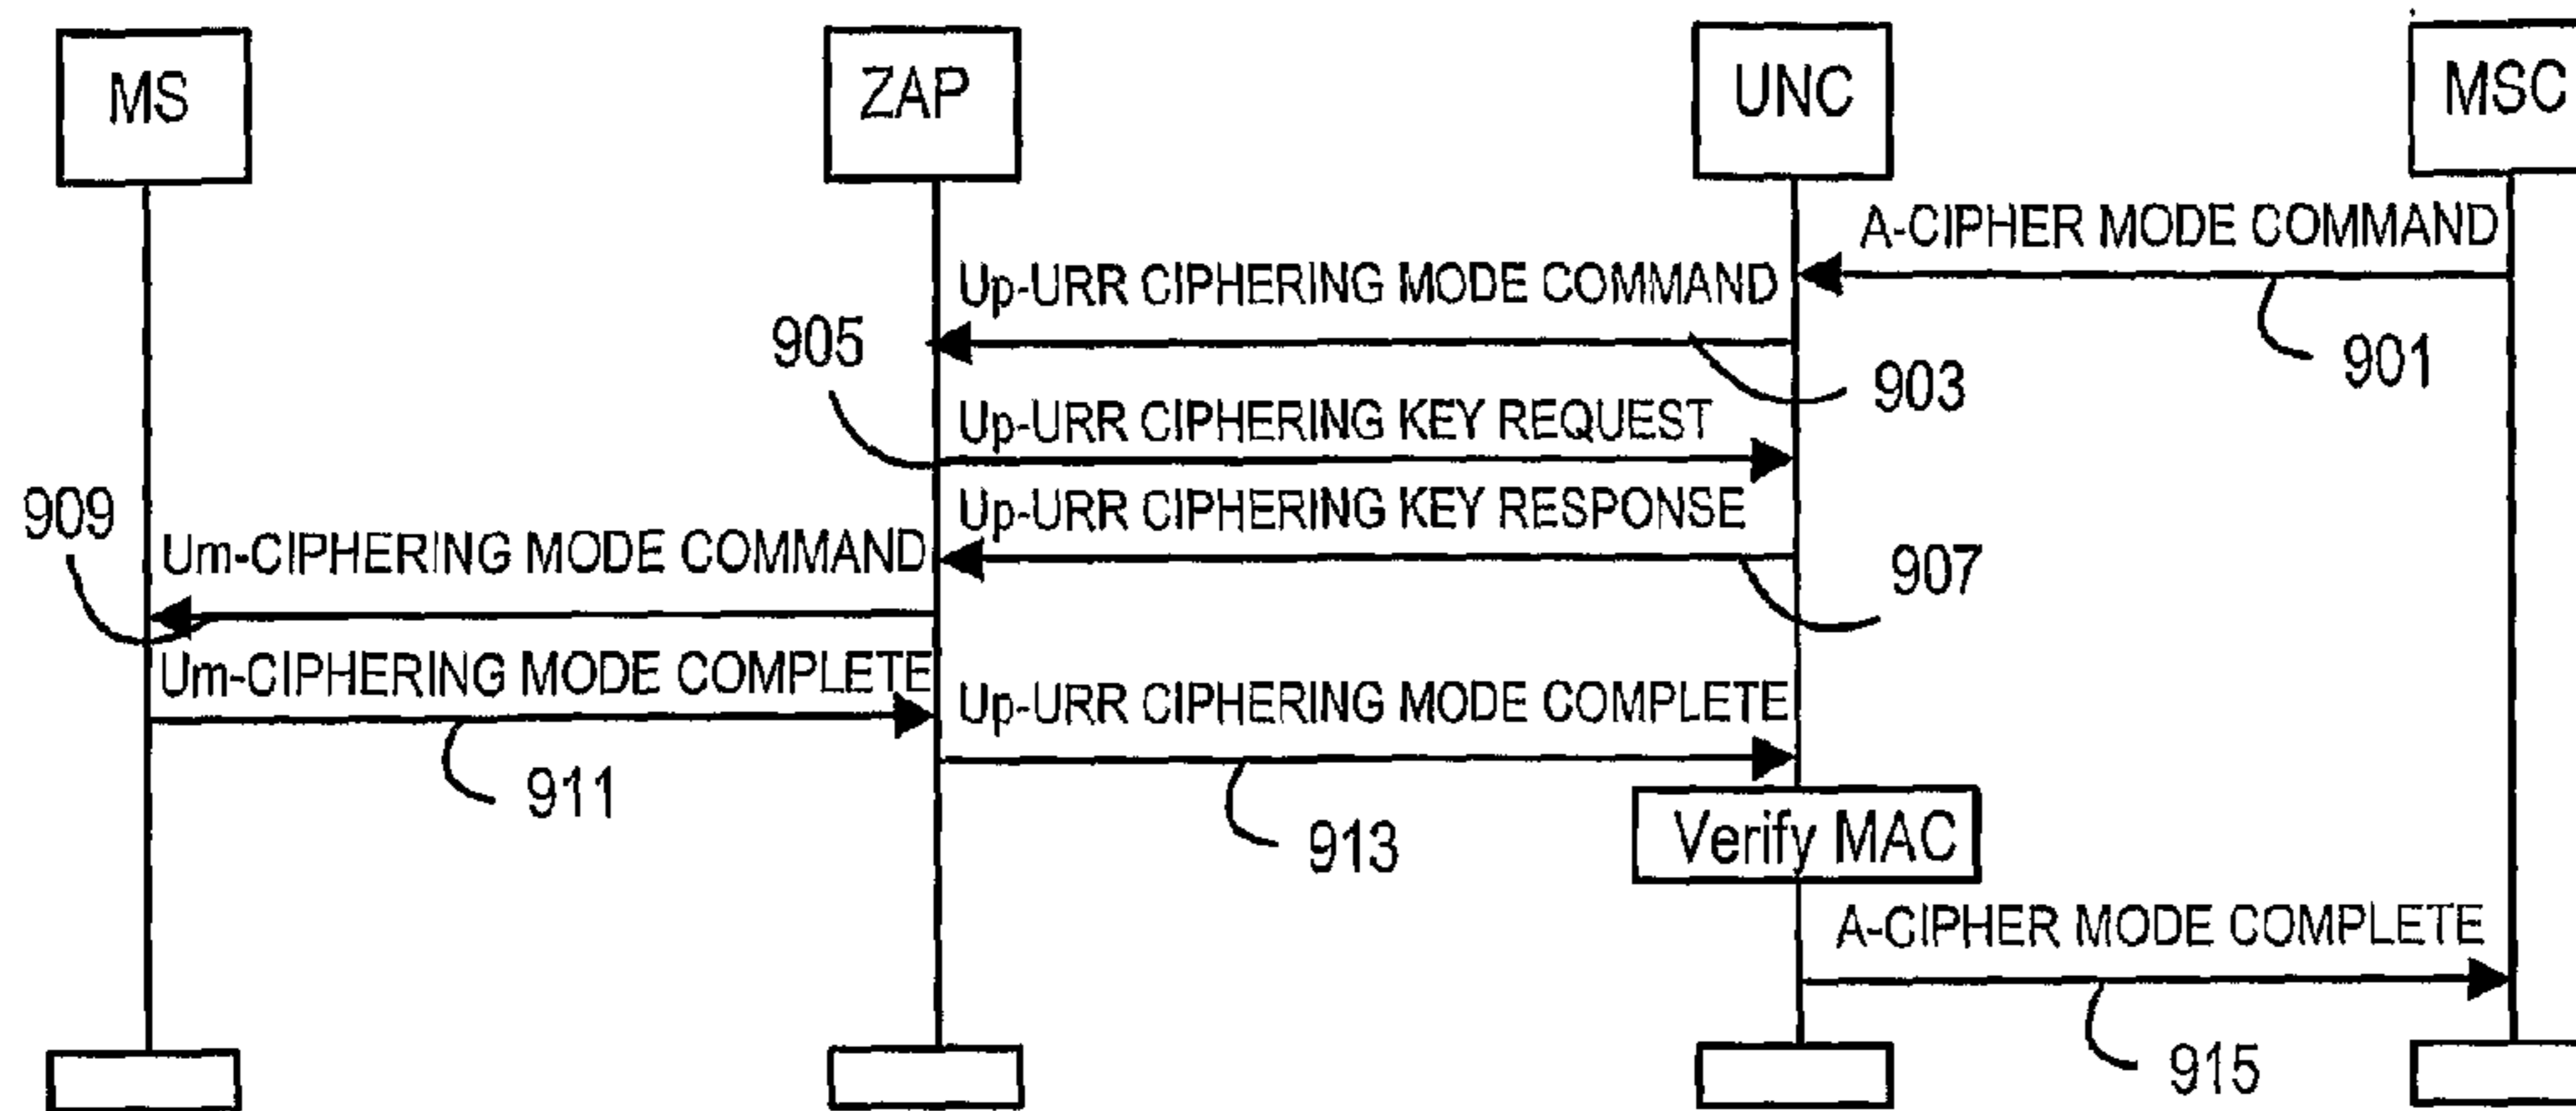 MS
ZAP
UNC
MSC
A-CIPHER MODE COMMAND
901
Up-URR CIPHERING MODE COMMAND
903
905
Up-URR CIPHERING KEY REQUEST
Up-URR CIPHERING KEY RESPONSE
907
909
Um-CIPHERING MODE COMMAND
Um-CIPHERING MODE COMPLETE
911
Up-URR CIPHERING MODE COMPLETE
913
Verify MAC
A-CIPHER MODE COMPLETE
915